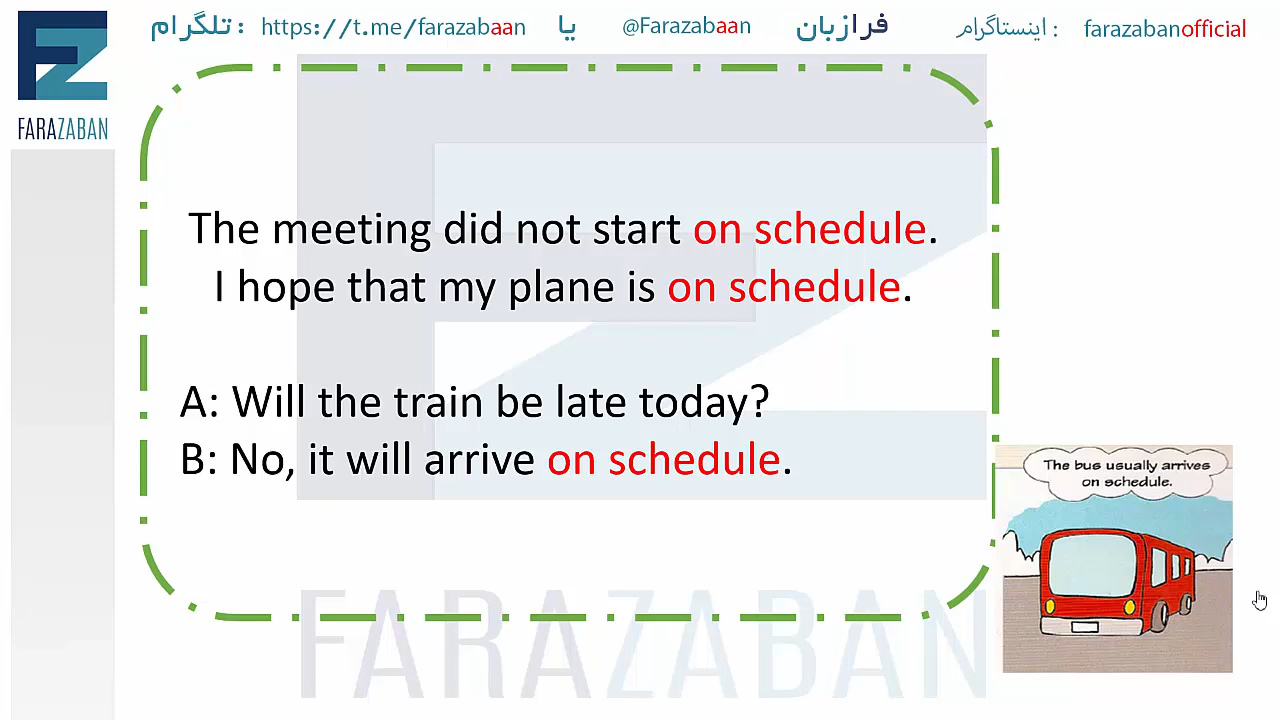 تلگرام : https://t.me/farazabaan یا @Farazabaan فرازبان اینستاگرام : farazabanofficial
FARAZABAN
The meeting did not start on schedule.
I hope that my plane is on schedule.
A: Will the train be late today?
B: No, it will arrive on schedule.
The bus usually arrives
on schedule.
FARAZABAN